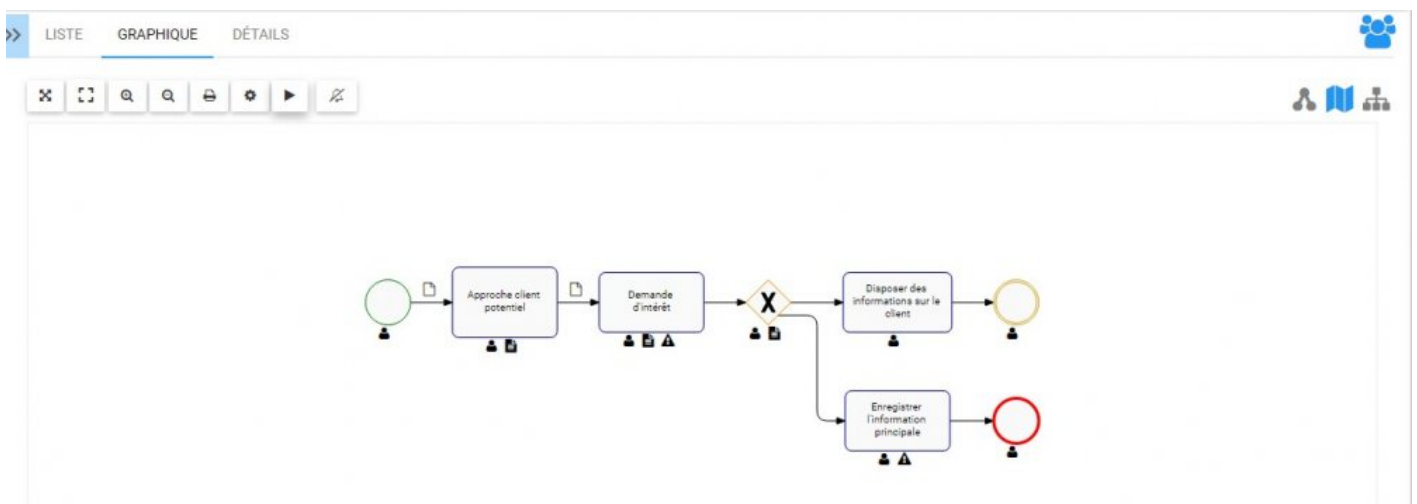 LISTE GRAPHIQUE DÉTAILS
Approche client
potentiel
Demande
d'intérêt
X
Disposer des
informations sur le
client
Enregistrer
l'information
principale